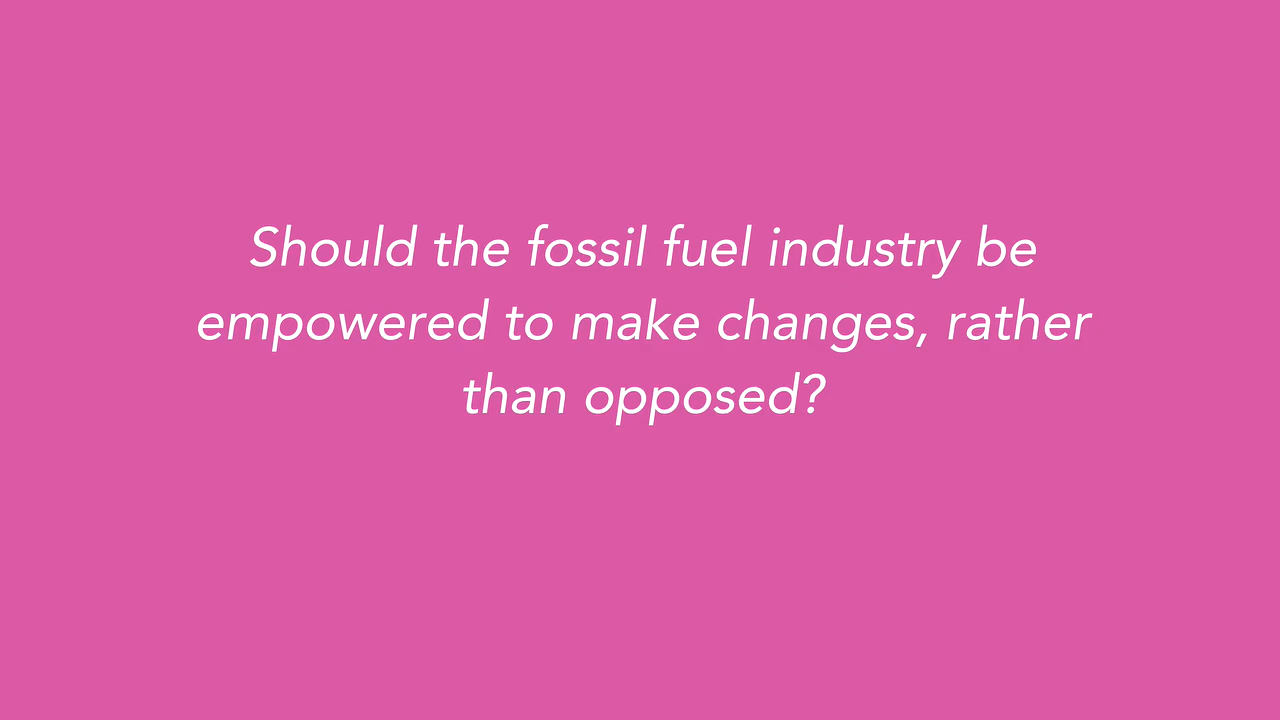 Should the fossil fuel industry be
empowered to make changes, rather
than opposed?